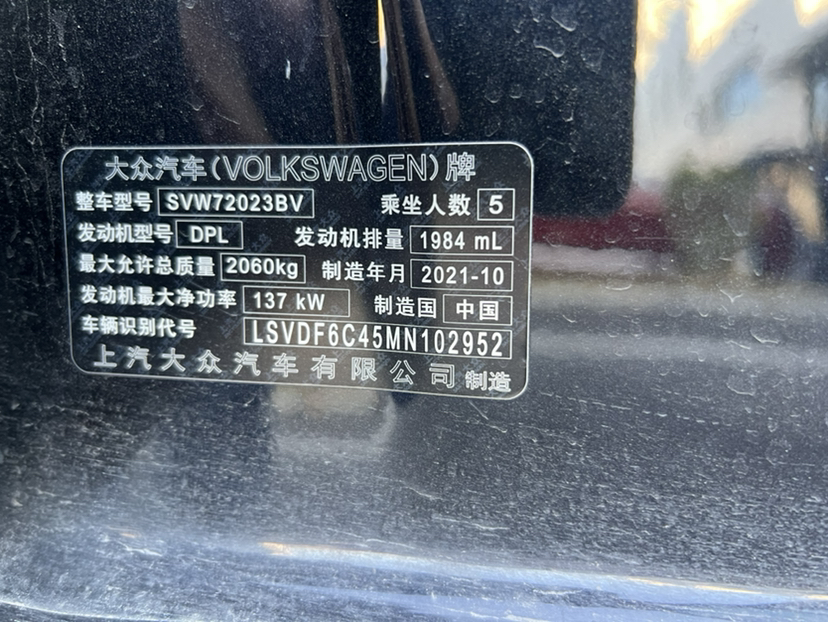 大众汽车(VOLKSWAGEN)牌
整车型号 SVW72023BV 乘坐人数 5
发动机型号 DPL 发动机排量 1984 mL
最大允许总质量 2060kg 制造年月 2021-10
发动机最大净功率 137 kW 制造国 中国
车辆识别代号 LSVDF6C45MN102952
上汽大众汽车有限公司 制造